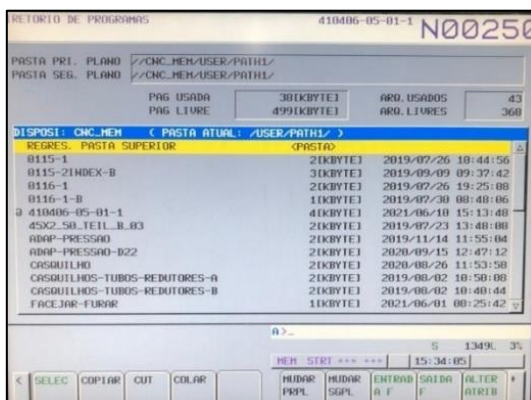 RETORIO DE PROGRAMAS 410406-05-01-1 N00250
PASTA PRI. PLANO //CNC_MEM/USER/PATH1/
PASTA SEG. PLANO //CNC_MEM/USER/PATH1/
PAG USADA 38[KBYTE] ARQ.USADOS 43
PAG LIVRE 499[KBYTE] ARQ.LIVRES 360
DISPOSI: CNC_MEM ( PASTA ATUAL: /USER/PATH1/ )
REGRES. PASTA SUPERIOR <PASTA>
0115-1 2[KBYTE] 2019/07/26 10:44:56
0115-2INDEX-B 3[KBYTE] 2019/09/09 09:37:42
0116-1 2[KBYTE] 2019/07/26 19:25:08
0116-1-B 1[KBYTE] 2019/07/30 08:48:06
@ 410406-05-01-1 4[KBYTE] 2021/06/10 15:13:48
45X2_50_TEIL_B_03 2[KBYTE] 2019/07/23 13:48:08
ADAP-PRESSAO 2[KBYTE] 2019/11/14 11:55:04
ADAP-PRESSAO-D22 2[KBYTE] 2020/09/15 12:47:12
CASQUILHO 2[KBYTE] 2020/08/26 11:53:58
CASQUILHOS-TUBOS-REDUTORES-A 2[KBYTE] 2019/08/02 10:50:08
CASQUILHOS-TUBOS-REDUTORES-B 2[KBYTE] 2019/08/02 10:40:44
FACEJAR-FURAR 1[KBYTE] 2021/06/01 08:25:42
A>_
S 1349L 3%
MEM STRT *** *** 15:34:05
< SELEC COPIAR CUT COLAR MUDAR PRPL MUDAR SGPL ENTRAD A F SAIDA F ALTER ATRIB +